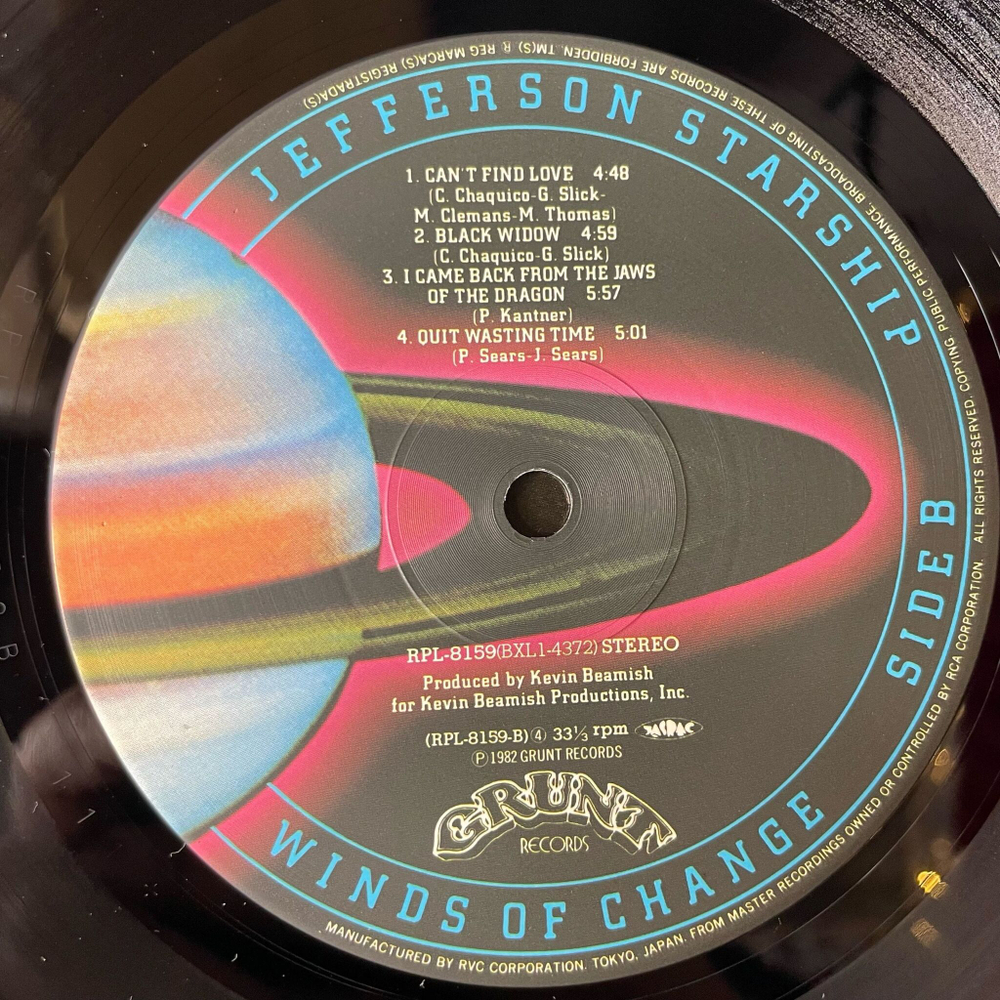 JEFFERSON STARSHIP
1. CAN'T FIND LOVE 4:48
(C. Chaquico-G. Slick-
M. Clemans-M. Thomas)
2. BLACK WIDOW 4:59
(C. Chaquico-G. Slick)
3. I CAME BACK FROM THE JAWS
OF THE DRAGON 5:57
(P. Kantner)
4. QUIT WASTING TIME 5:01
(P. Sears-J. Sears)
SIDE B
RPL-8159(BXL1-4372) STEREO
Produced by Kevin Beamish
for Kevin Beamish Productions, Inc.
(RPL-8159-B)④ 33⅓ rpm JASRAC
Ⓟ1982 GRUNT RECORDS
GRUNT
RECORDS
WINDS OF CHANGE
MANUFACTURED BY RVC CORPORATION. TOKYO, JAPAN. FROM MASTER RECORDINGS OWNED OR CONTROLLED BY RCA CORPORATION. ALL RIGHTS RESERVED. COPYING, PUBLIC PERFORMANCE, BROADCASTING OF THESE RECORDS ARE FORBIDDEN. TM(S) ® REG MARCA(S) REGISTRADA(S)